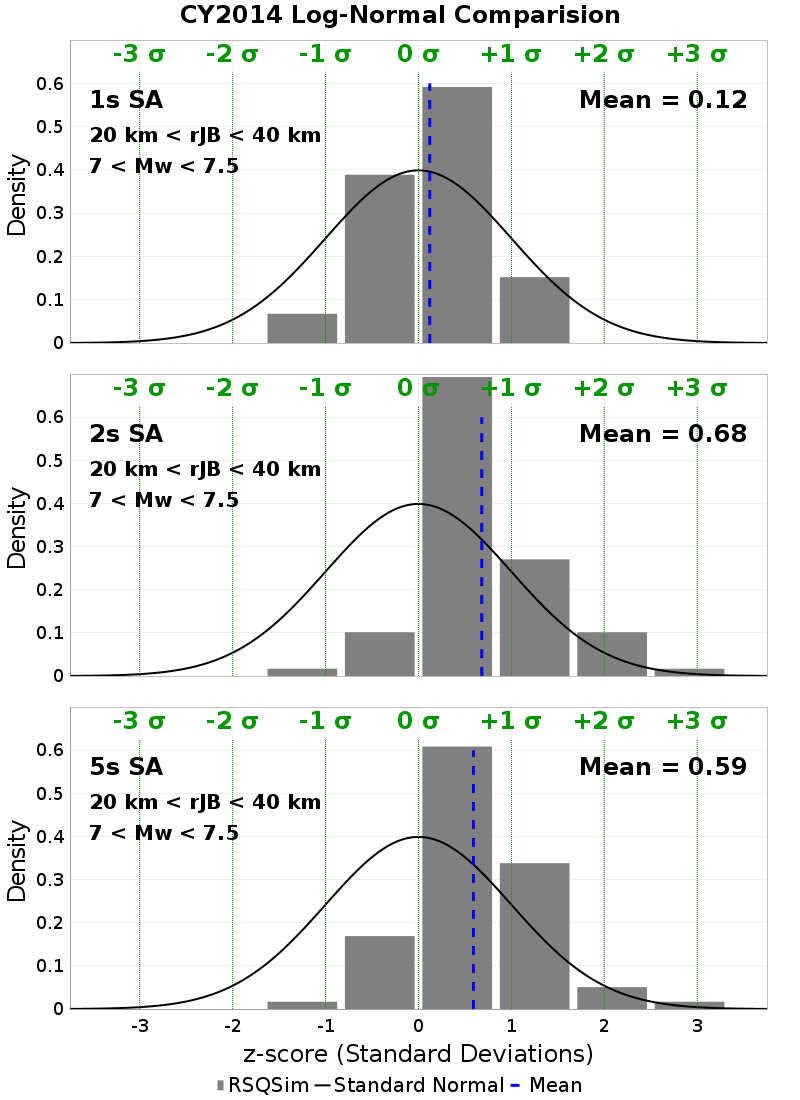 CY2014 Log-Normal Comparision
-3 σ -2 σ -1 σ 0 σ +1 σ +2 σ +3 σ
0.6
1s SA Mean = 0.12
0.5
20 km < rJB < 40 km
7 < Mw < 7.5
0.4
0.3
0.2
0.1
0
Density
-3 σ -2 σ -1 σ 0 σ +1 σ +2 σ +3 σ
0.6
2s SA Mean = 0.68
0.5
20 km < rJB < 40 km
7 < Mw < 7.5
0.4
0.3
0.2
0.1
0
Density
-3 σ -2 σ -1 σ 0 σ +1 σ +2 σ +3 σ
0.6
5s SA Mean = 0.59
0.5
20 km < rJB < 40 km
7 < Mw < 7.5
0.4
0.3
0.2
0.1
0
Density
-3 -2 -1 0 1 2 3
z-score (Standard Deviations)
RSQSim Standard Normal Mean